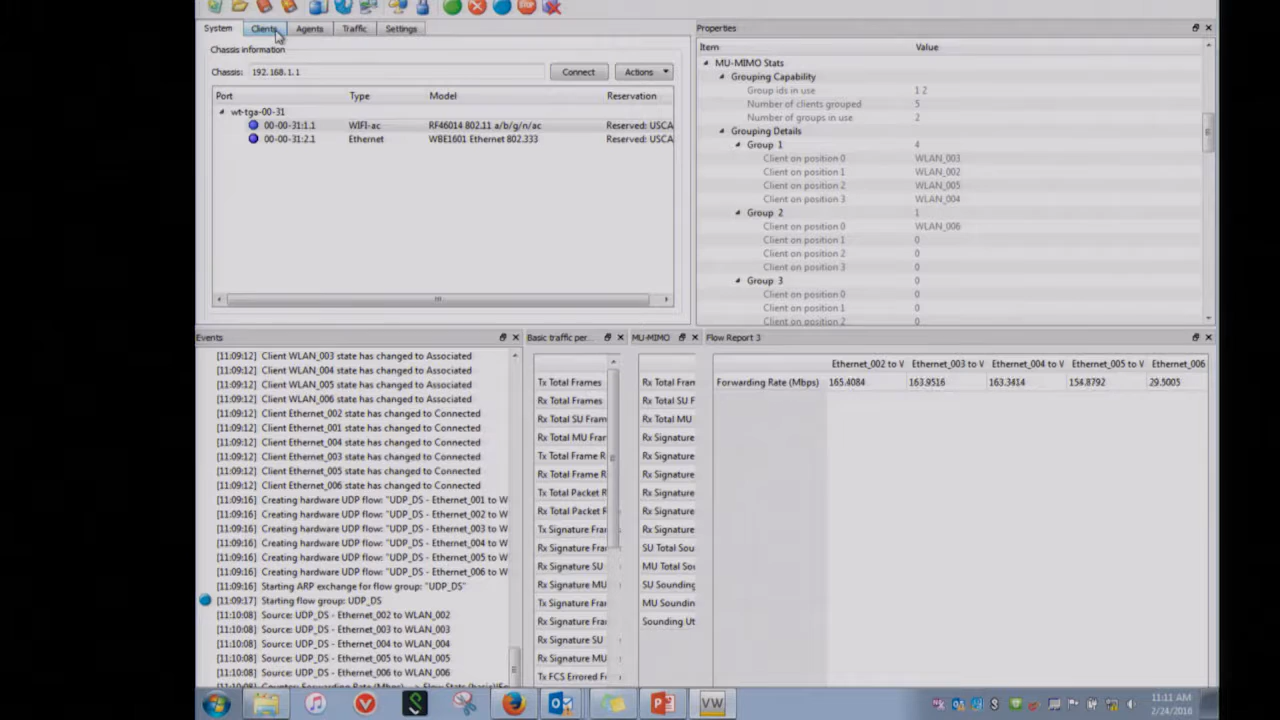 System Clients Agents Traffic Settings
Chassis information
Chassis: 192.168.1.1 Connect Actions
Port Type Model Reservation
wt-tga-00-31
00-00-31:1.1 WIFI-ac RF46014 802.11 a/b/g/n/ac Reserved: USCA
00-00-31:2.1 Ethernet WBE1601 Ethernet 802.333 Reserved: USCA
Properties
Item Value
MU-MIMO Stats
Grouping Capability
Group ids in use 1 2
Number of clients grouped 5
Number of groups in use 2
Grouping Details
Group 1 4
Client on position 0 WLAN_003
Client on position 1 WLAN_002
Client on position 2 WLAN_005
Client on position 3 WLAN_004
Group 2 1
Client on position 0 WLAN_006
Client on position 1 0
Client on position 2 0
Client on position 3 0
Group 3
Client on position 0 0
Client on position 1 0
Client on position 2 0
Events
[11:09:12] Client WLAN_003 state has changed to Associated
[11:09:12] Client WLAN_004 state has changed to Associated
[11:09:12] Client WLAN_005 state has changed to Associated
[11:09:12] Client WLAN_006 state has changed to Associated
[11:09:12] Client Ethernet_002 state has changed to Connected
[11:09:12] Client Ethernet_001 state has changed to Connected
[11:09:12] Client Ethernet_004 state has changed to Connected
[11:09:12] Client Ethernet_003 state has changed to Connected
[11:09:12] Client Ethernet_005 state has changed to Connected
[11:09:12] Client Ethernet_006 state has changed to Connected
[11:09:16] Creating hardware UDP flow: "UDP_DS - Ethernet_001 to W
[11:09:16] Creating hardware UDP flow: "UDP_DS - Ethernet_002 to W
[11:09:16] Creating hardware UDP flow: "UDP_DS - Ethernet_003 to W
[11:09:16] Creating hardware UDP flow: "UDP_DS - Ethernet_004 to W
[11:09:16] Creating hardware UDP flow: "UDP_DS - Ethernet_005 to W
[11:09:16] Creating hardware UDP flow: "UDP_DS - Ethernet_006 to W
[11:09:16] Starting ARP exchange for flow group: "UDP_DS"
[11:09:17] Starting flow group: UDP_DS
[11:10:08] Source: UDP_DS - Ethernet_002 to WLAN_002
[11:10:08] Source: UDP_DS - Ethernet_003 to WLAN_003
[11:10:08] Source: UDP_DS - Ethernet_004 to WLAN_004
[11:10:08] Source: UDP_DS - Ethernet_005 to WLAN_005
[11:10:08] Source: UDP_DS - Ethernet_006 to WLAN_006
Basic traffic per...
Tx Total Frames
Rx Total Frames
Rx Total SU Fram
Rx Total MU Fram
Tx Total Frame R
Rx Total Frame R
Tx Total Packet R
Rx Total Packet R
Tx Signature Fran
Rx Signature Fra
Rx Signature SU
Rx Signature MU
Tx Signature Fra
Rx Signature Fra
Rx Signature SU
Rx Signature MU
Tx FCS Errored F
MU-MIMO
Rx Total Fran
Rx Total SU F
Rx Total MU
Rx Signature
Rx Signature
Rx Signature
Rx Signature
Rx Signature
Rx Signature
SU Total Sou
MU Total Sou
SU Sounding
MU Soundin
Sounding Ut
Flow Report 3
Ethernet_002 to V Ethernet_003 to V Ethernet_004 to V Ethernet_005 to V Ethernet_006
Forwarding Rate (Mbps) 165.4084 163.9516 163.3414 154.8792 29.5005
VW
11:11 AM
2/24/2016